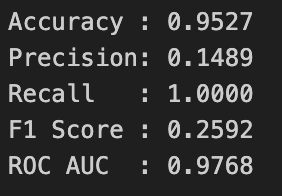 Accuracy : 0.9527
Precision: 0.1489
Recall   : 1.0000
F1 Score : 0.2592
ROC AUC  : 0.9768